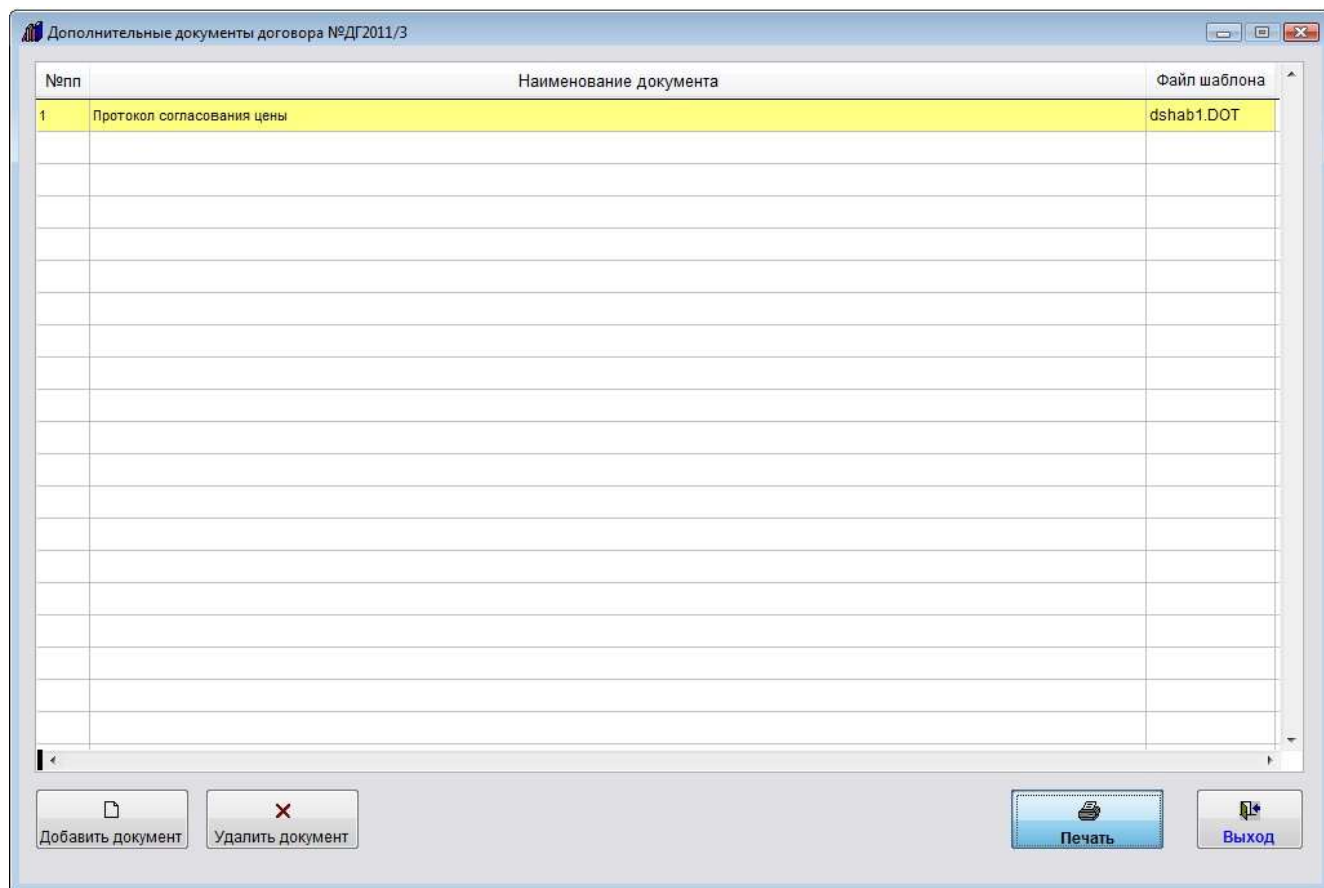 Дополнительные документы договора №ДГ2011/3
№пп Наименование документа Файл шаблона
1 Протокол согласования цены dshab1.DOT
Добавить документ Удалить документ Печать Выход